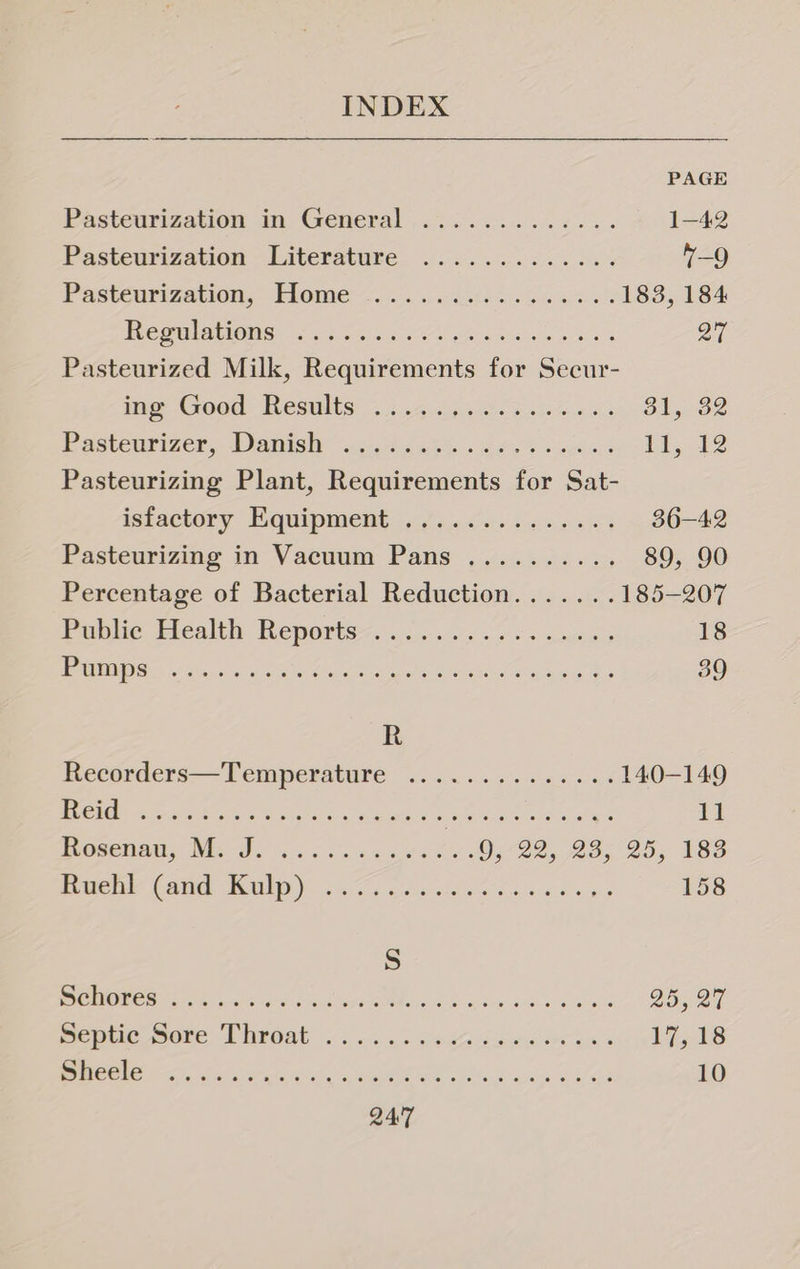 INDEX
PAGE
Pasteurization in General .............. 1–42
Pasteurization Literature .............. 7–9
Pasteurization, Home .................. 183, 184
Regulations ........................ 27
Pasteurized Milk, Requirements for Secur-
ing Good Results .................. 31, 32
Pasteurizer, Danish .................... 11, 12
Pasteurizing Plant, Requirements for Sat-
isfactory Equipment ............... 36–42
Pasteurizing in Vacuum Pans .......... 89, 90
Percentage of Bacterial Reduction....... 185–207
Public Health Reports .................. 18
Pumps ................................. 39
R
Recorders—Temperature ............... 140–149
Reid ................................... 11
Rosenau, M. J. .............. 9, 22, 23, 25, 183
Ruehl (and Kulp) ..................... 158
S
Schores ................................. 25, 27
Septic Sore Throat ..................... 17, 18
Sheele ................................. 10
247